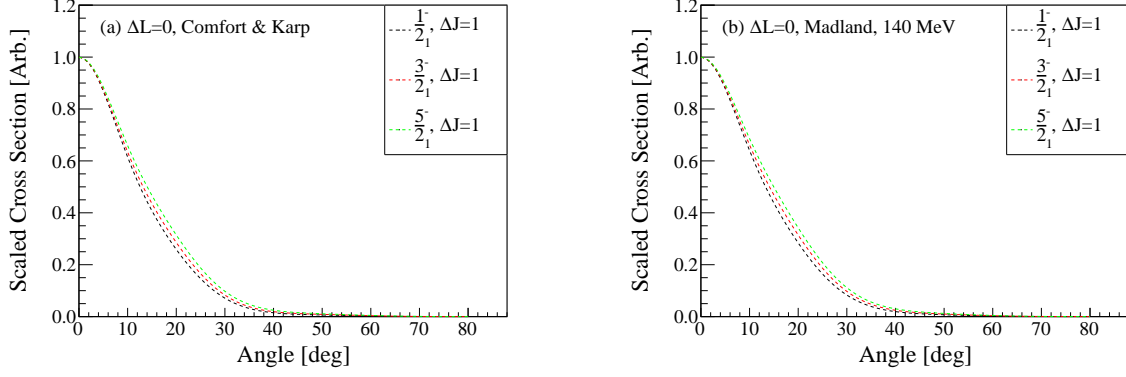 (a) ΔL=0, Comfort & Karp
1/2⁻₁, ΔJ=1
3/2⁻₁, ΔJ=1
5/2⁻₁, ΔJ=1
Scaled Cross Section [Arb.]
1.2
1.0
0.8
0.6
0.4
0.2
0.0
0 10 20 30 40 50 60 70 80
Angle [deg]
(b) ΔL=0, Madland, 140 MeV
1/2⁻₁, ΔJ=1
3/2⁻₁, ΔJ=1
5/2⁻₁, ΔJ=1
Scaled Cross Section [Arb.]
1.2
1.0
0.8
0.6
0.4
0.2
0.0
0 10 20 30 40 50 60 70 80
Angle [deg]